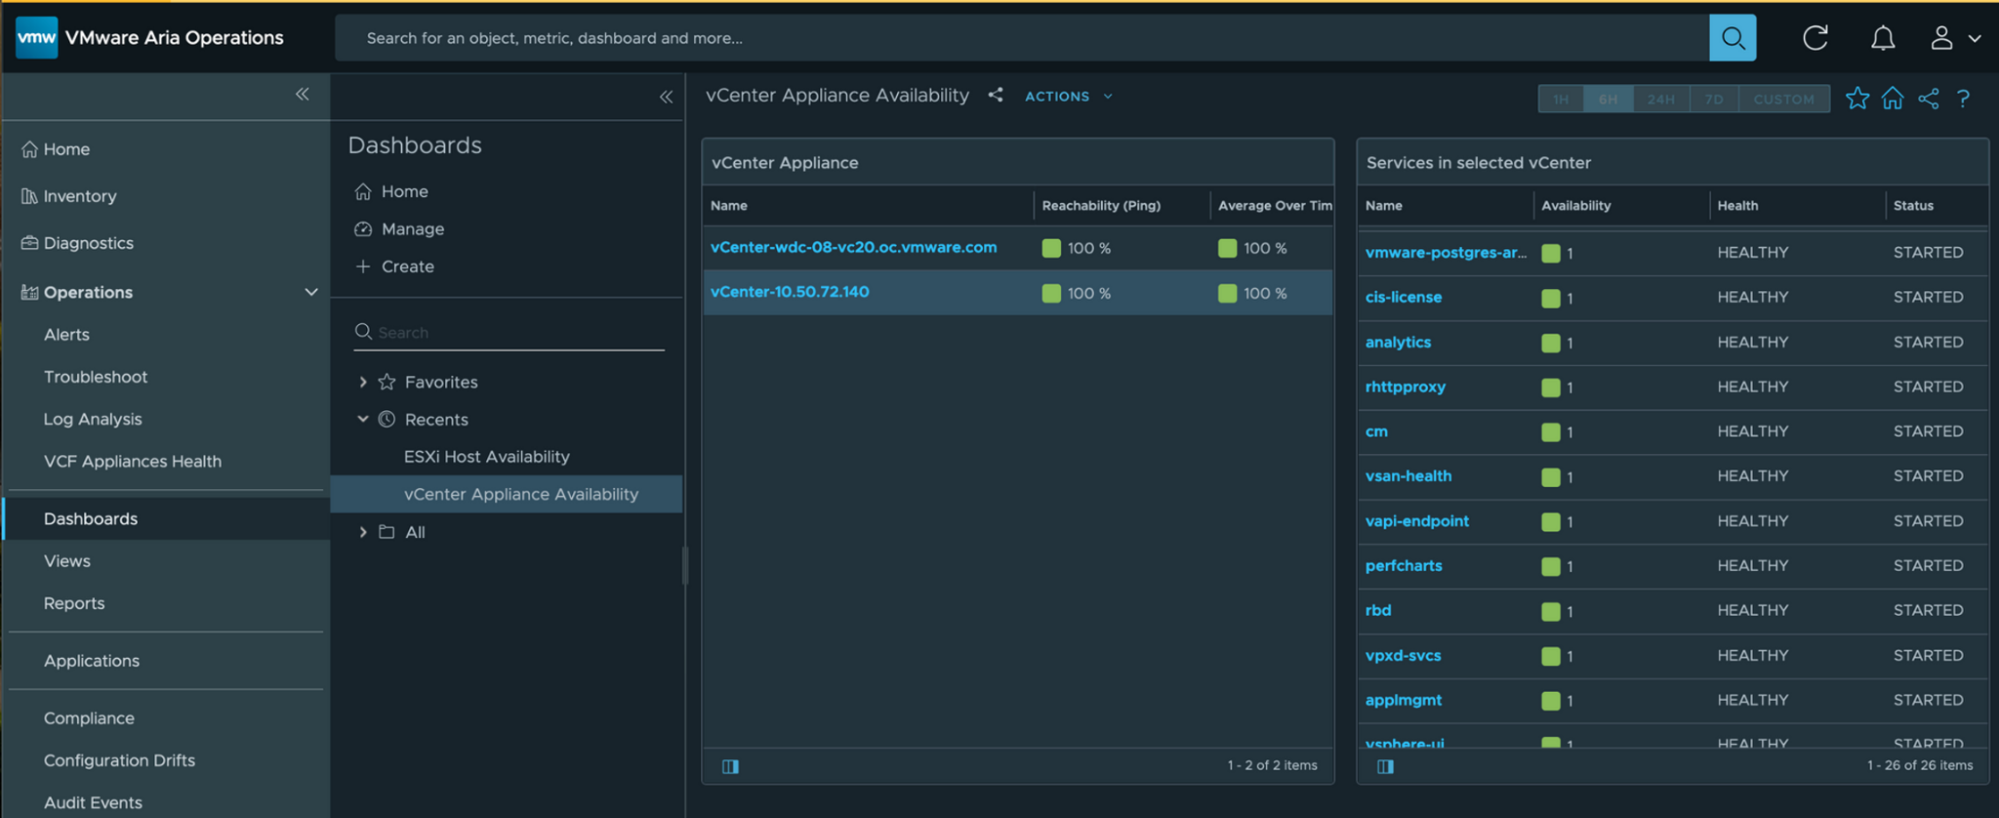 vmw VMware Aria Operations
Search for an object, metric, dashboard and more...
Home
Inventory
Diagnostics
Operations
Alerts
Troubleshoot
Log Analysis
VCF Appliances Health
Dashboards
Views
Reports
Applications
Compliance
Configuration Drifts
Audit Events
Dashboards
Home
Manage
Create
Search
Favorites
Recents
ESXi Host Availability
vCenter Appliance Availability
All
vCenter Appliance Availability ACTIONS
1H 6H 24H 7D CUSTOM ?
vCenter Appliance
Name Reachability (Ping) Average Over Tim
vCenter-wdc-08-vc20.oc.vmware.com 100 % 100 %
vCenter-10.50.72.140 100 % 100 %
1 - 2 of 2 items
Services in selected vCenter
Name Availability Health Status
vmware-postgres-ar... 1 HEALTHY STARTED
cis-license 1 HEALTHY STARTED
analytics 1 HEALTHY STARTED
rhttpproxy 1 HEALTHY STARTED
cm 1 HEALTHY STARTED
vsan-health 1 HEALTHY STARTED
vapi-endpoint 1 HEALTHY STARTED
perfcharts 1 HEALTHY STARTED
rbd 1 HEALTHY STARTED
vpxd-svcs 1 HEALTHY STARTED
applmgmt 1 HEALTHY STARTED
vsphere-ui 1 HEALTHY STARTED
1 - 26 of 26 items